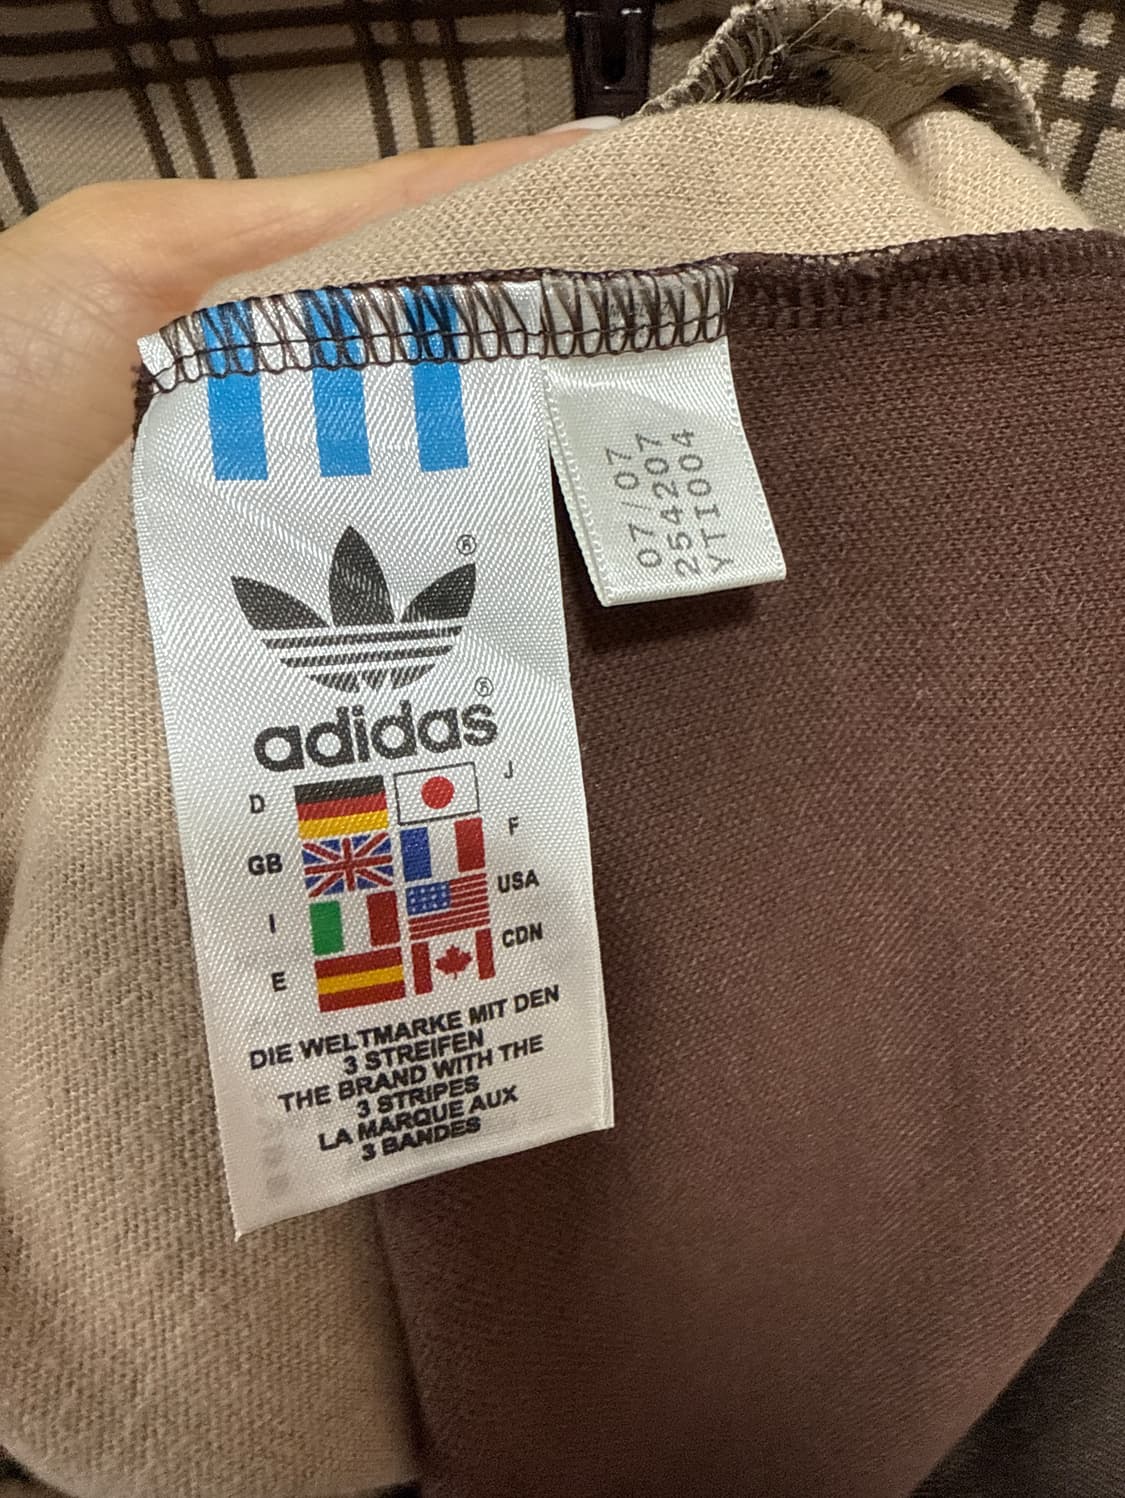 ®
®
adidas
D
J
GB
F
I
USA
E
CDN
DIE WELTMARKE MIT DEN
3 STREIFEN
THE BRAND WITH THE
3 STRIPES
LA MARQUE AUX
3 BANDES
07/07
254207
YTI004